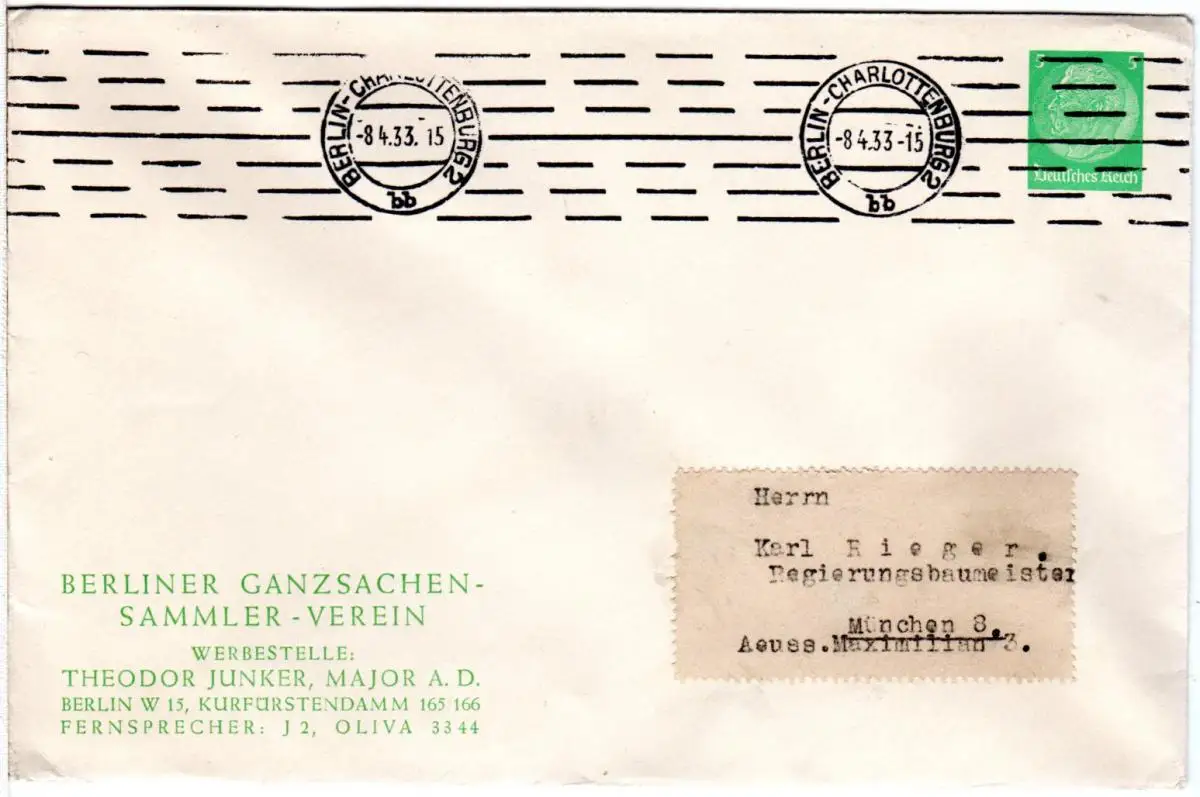 BERLIN-CHARLOTTENBURG 2
-8 4.33. 15
bb
BERLIN-CHARLOTTENBURG 2
-8 4.33 -15
bb
5 5
Deutsches Reich
Herrn
Karl Rieger.
Regierungsbaumeister
München 8.
Aeuss.Maximilian 3.
BERLINER GANZSACHEN-
SAMMLER-VEREIN
WERBESTELLE:
THEODOR JUNKER, MAJOR A. D.
BERLIN W 15, KURFÜRSTENDAMM 165/166
FERNSPRECHER: J 2, OLIVA 3344